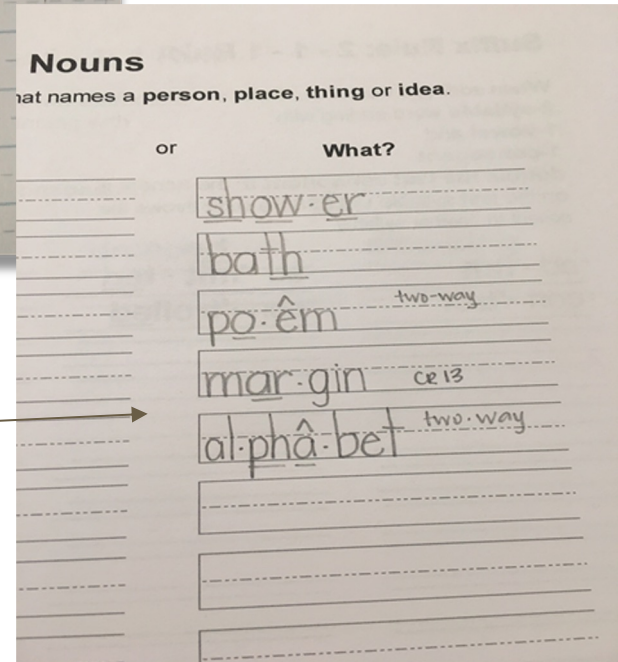 Nouns
hat names a person, place, thing or idea.
or What?
show·er
bath
po·êm two-way
mar·gin CR 13
al·phâ·bet two-way